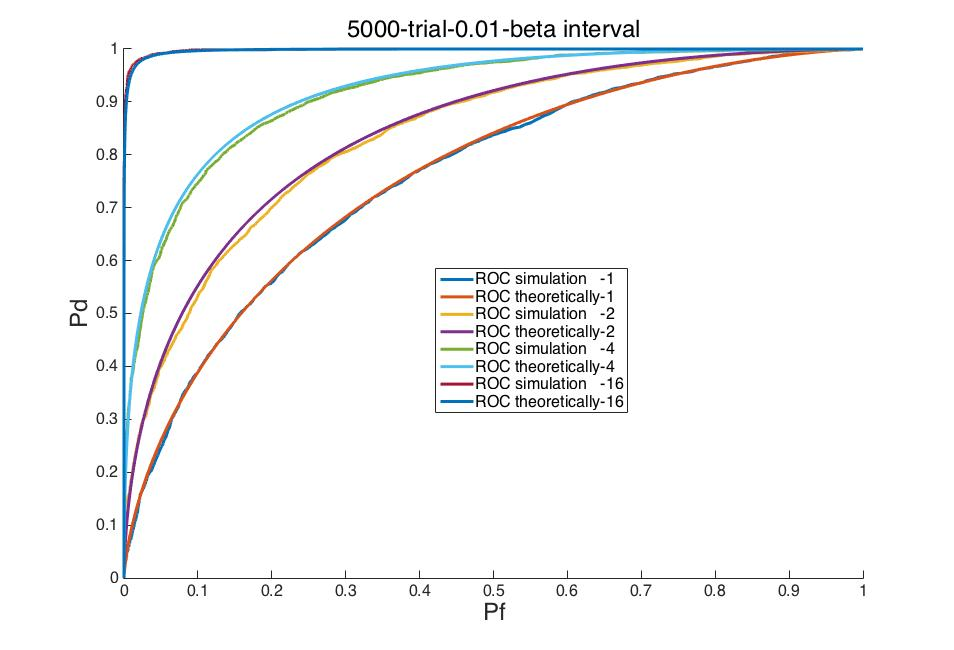 5000-trial-0.01-beta interval
1
0.9
0.8
0.7
0.6
0.5
0.4
0.3
0.2
0.1
0
Pd
ROC simulation   -1
ROC theoretically-1
ROC simulation   -2
ROC theoretically-2
ROC simulation   -4
ROC theoretically-4
ROC simulation   -16
ROC theoretically-16
0 0.1 0.2 0.3 0.4 0.5 0.6 0.7 0.8 0.9 1
Pf